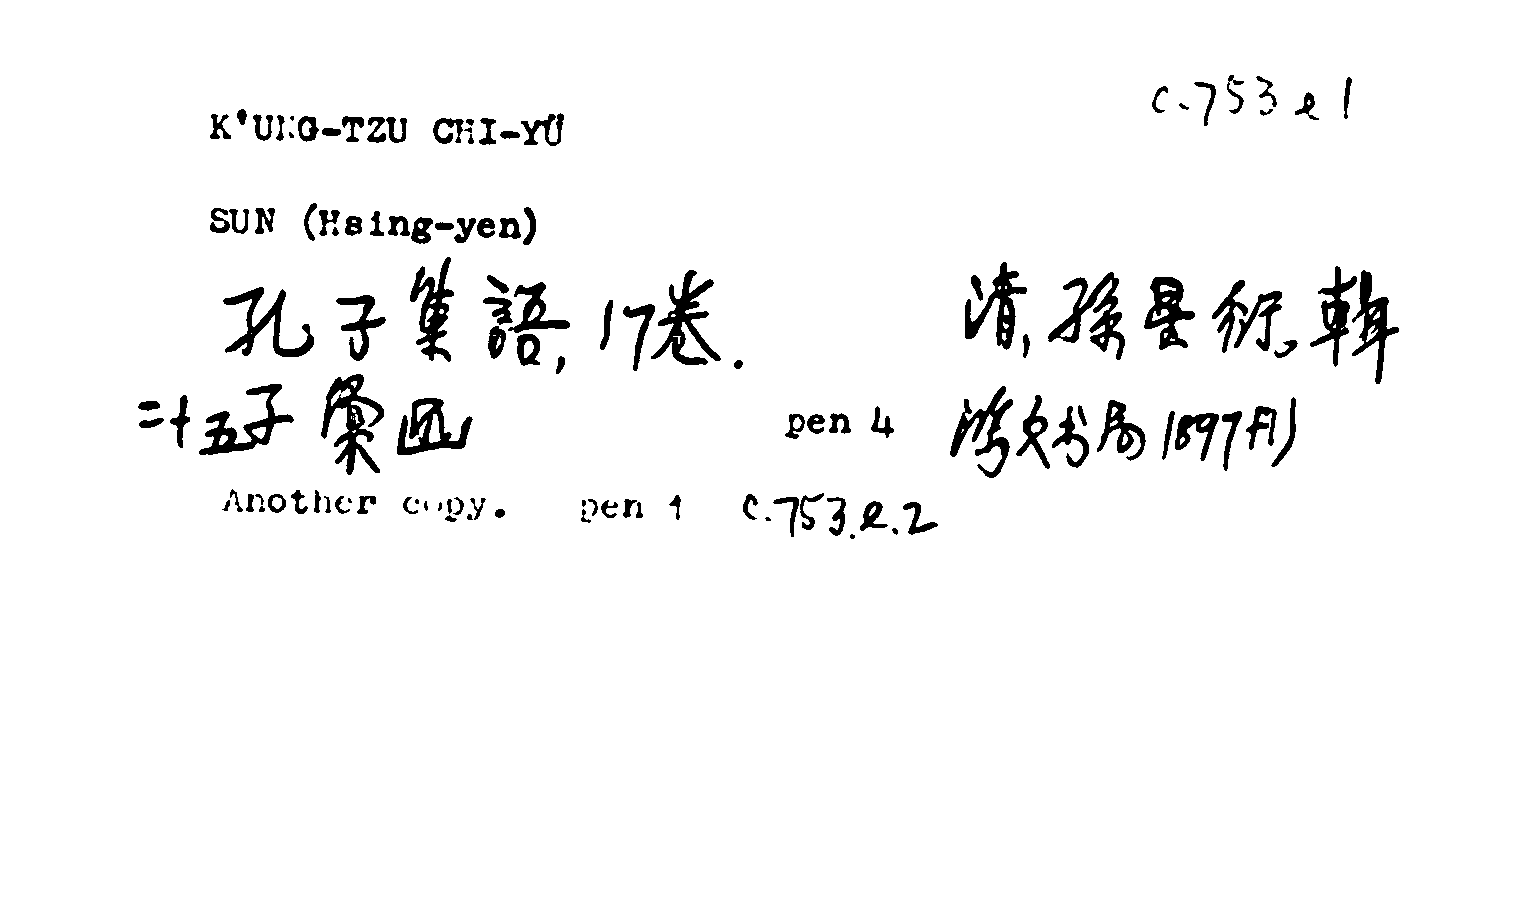 c.753 e 1
K'UNG-TZU CHI-YÜ
SUN (Hsing-yen)
孔子集語, 17卷. 清, 孫星衍, 輯
二十五子彙函 pen 4 鴻文书局 1897刊
Another copy. pen 1 c.753.e.2